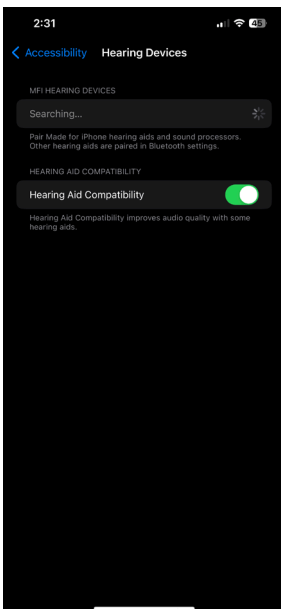 2:31
45
Accessibility Hearing Devices
MFI HEARING DEVICES
Searching...
Pair Made for iPhone hearing aids and sound processors.
Other hearing aids are paired in Bluetooth settings.
HEARING AID COMPATIBILITY
Hearing Aid Compatibility
Hearing Aid Compatibility improves audio quality with some
hearing aids.